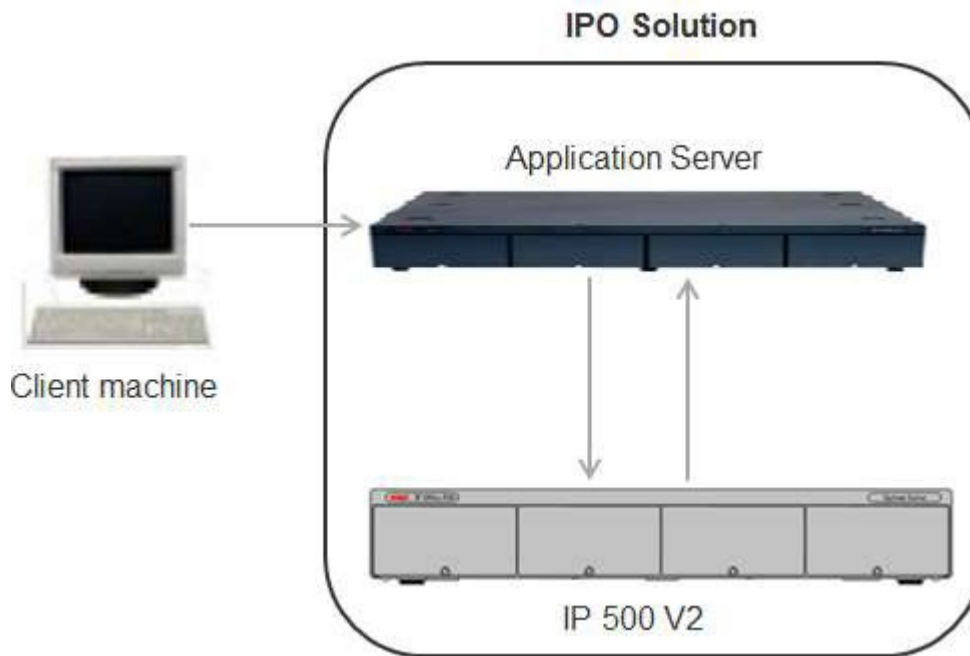 IPO Solution
Application Server
Client machine
IP 500 V2